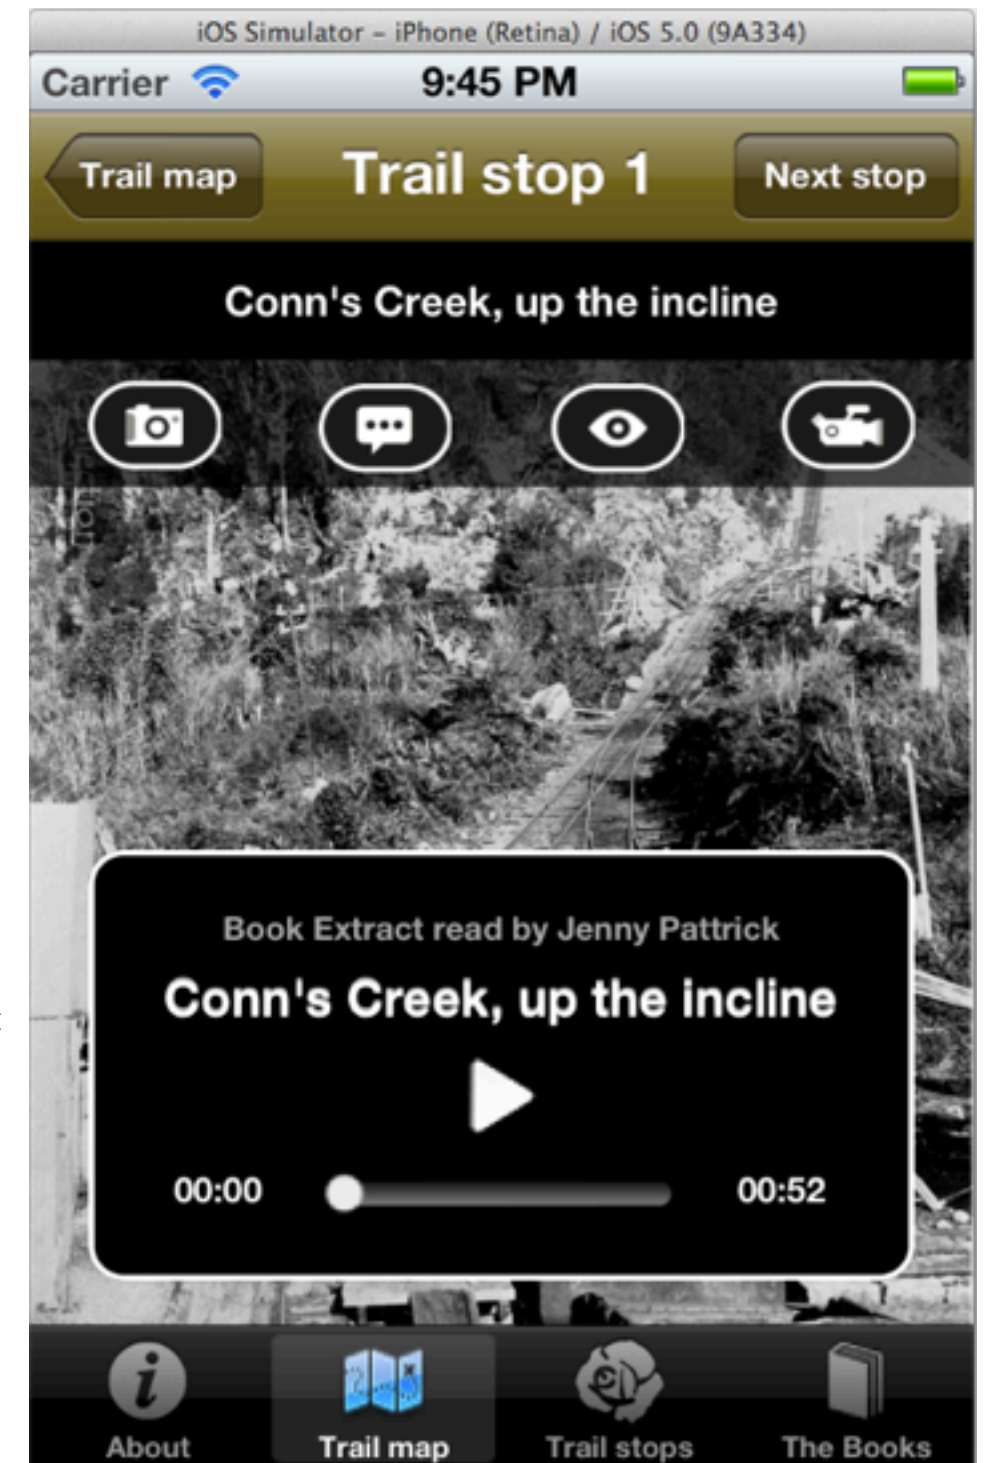 iOS Simulator – iPhone (Retina) / iOS 5.0 (9A334)
Carrier 9:45 PM
Trail map Trail stop 1 Next stop
Conn's Creek, up the incline
Book Extract read by Jenny Pattrick
Conn's Creek, up the incline
00:00 00:52
About Trail map Trail stops The Books